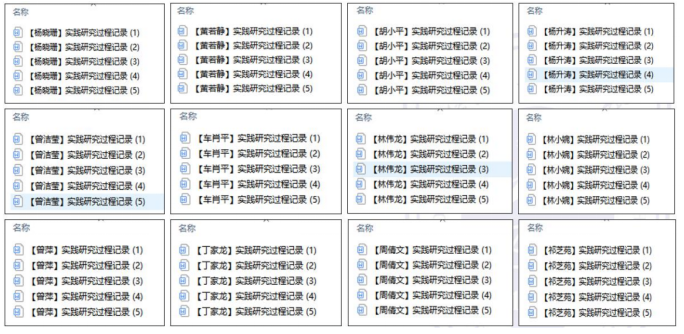 名称
【杨晓珊】实践研究过程记录 (1)
【杨晓珊】实践研究过程记录 (2)
【杨晓珊】实践研究过程记录 (3)
【杨晓珊】实践研究过程记录 (4)
【杨晓珊】实践研究过程记录 (5)
名称
【黄若静】实践研究过程记录 (1)
【黄若静】实践研究过程记录 (2)
【黄若静】实践研究过程记录 (3)
【黄若静】实践研究过程记录 (4)
【黄若静】实践研究过程记录 (5)
名称
【胡小平】实践研究过程记录 (1)
【胡小平】实践研究过程记录 (2)
【胡小平】实践研究过程记录 (3)
【胡小平】实践研究过程记录 (4)
【胡小平】实践研究过程记录 (5)
名称
【杨升涛】实践研究过程记录 (1)
【杨升涛】实践研究过程记录 (2)
【杨升涛】实践研究过程记录 (3)
【杨升涛】实践研究过程记录 (4)
【杨升涛】实践研究过程记录 (5)
名称
【曾洁莹】实践研究过程记录 (1)
【曾洁莹】实践研究过程记录 (2)
【曾洁莹】实践研究过程记录 (3)
【曾洁莹】实践研究过程记录 (4)
【曾洁莹】实践研究过程记录 (5)
名称
【车肖平】实践研究过程记录 (1)
【车肖平】实践研究过程记录 (2)
【车肖平】实践研究过程记录 (3)
【车肖平】实践研究过程记录 (4)
【车肖平】实践研究过程记录 (5)
名称
【林伟龙】实践研究过程记录 (1)
【林伟龙】实践研究过程记录 (2)
【林伟龙】实践研究过程记录 (3)
【林伟龙】实践研究过程记录 (4)
【林伟龙】实践研究过程记录 (5)
名称
【林小婉】实践研究过程记录 (1)
【林小婉】实践研究过程记录 (2)
【林小婉】实践研究过程记录 (3)
【林小婉】实践研究过程记录 (4)
【林小婉】实践研究过程记录 (5)
名称
【曾萍】实践研究过程记录 (1)
【曾萍】实践研究过程记录 (2)
【曾萍】实践研究过程记录 (3)
【曾萍】实践研究过程记录 (4)
【曾萍】实践研究过程记录 (5)
名称
【丁家龙】实践研究过程记录 (1)
【丁家龙】实践研究过程记录 (2)
【丁家龙】实践研究过程记录 (3)
【丁家龙】实践研究过程记录 (4)
【丁家龙】实践研究过程记录 (5)
名称
【周倩文】实践研究过程记录 (1)
【周倩文】实践研究过程记录 (2)
【周倩文】实践研究过程记录 (3)
【周倩文】实践研究过程记录 (4)
【周倩文】实践研究过程记录 (5)
名称
【祁芝苑】实践研究过程记录 (1)
【祁芝苑】实践研究过程记录 (2)
【祁芝苑】实践研究过程记录 (3)
【祁芝苑】实践研究过程记录 (4)
【祁芝苑】实践研究过程记录 (5)